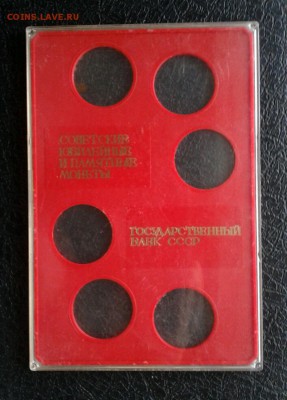 COINS.LAVE.RU
СОВЕТСКИЕ
ЮБИЛЕЙНЫЕ
И ПАМЯТНЫЕ
МОНЕТЫ
ГОСУДАРСТВЕННЫЙ
БАНК СССР